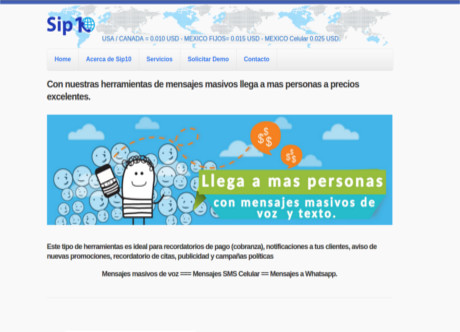 Sip10
USA / CANADA = 0.010 USD - MEXICO FIJOS= 0.015 USD - MEXICO Celular 0.025 USD.
Home Acerca de Sip10 Servicios Solicitar Demo Contacto
Con nuestras herramientas de mensajes masivos llega a mas personas a precios
excelentes.
$ $ $
$ $ $
Llega a mas personas
con mensajes masivos de
voz y texto.
Este tipo de herramientas es ideal para recordatorios de pago (cobranza), notificaciones a tus clientes, aviso de
nuevas promociones, recordatorio de citas, publicidad y campañas políticas
Mensajes masivos de voz === Mensajes SMS Celular == Mensajes a Whatsapp.